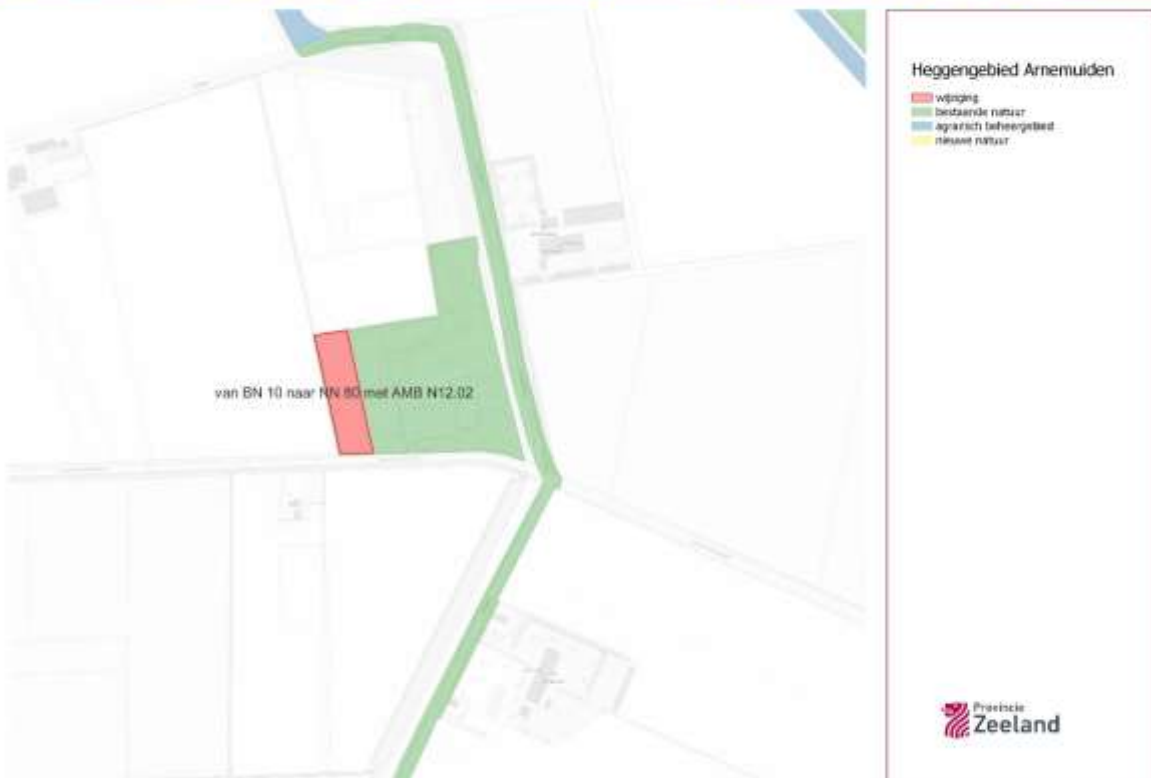 Heggengebied Arnemuiden
wijziging
bestaande natuur
agrarisch beheergebied
nieuwe natuur
van BN 10 naar NN 80 met AMB N12.02
Provincie
Zeeland